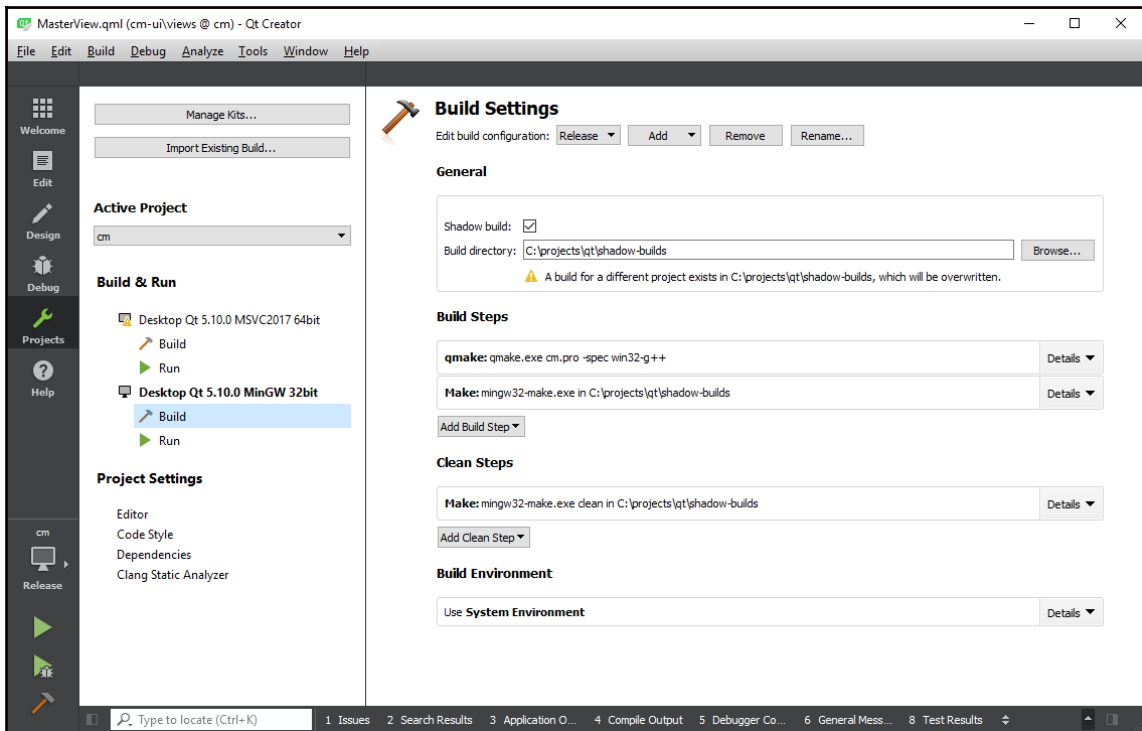 MasterView.qml (cm-ui\views @ cm) - Qt Creator
File Edit Build Debug Analyze Tools Window Help
Welcome
Edit
Design
Debug
Projects
Help
cm
Release
Manage Kits...
Import Existing Build...
Active Project
cm
Build & Run
Desktop Qt 5.10.0 MSVC2017 64bit
Build
Run
Desktop Qt 5.10.0 MinGW 32bit
Build
Run
Project Settings
Editor
Code Style
Dependencies
Clang Static Analyzer
Build Settings
Edit build configuration: Release Add Remove Rename...
General
Shadow build:
Build directory: C:\projects\qt\shadow-builds Browse...
A build for a different project exists in C:\projects\qt\shadow-builds, which will be overwritten.
Build Steps
qmake: qmake.exe cm.pro -spec win32-g++ Details
Make: mingw32-make.exe in C:\projects\qt\shadow-builds Details
Add Build Step
Clean Steps
Make: mingw32-make.exe clean in C:\projects\qt\shadow-builds Details
Add Clean Step
Build Environment
Use System Environment Details
Type to locate (Ctrl+K) 1 Issues 2 Search Results 3 Application O... 4 Compile Output 5 Debugger Co... 6 General Mess... 8 Test Results